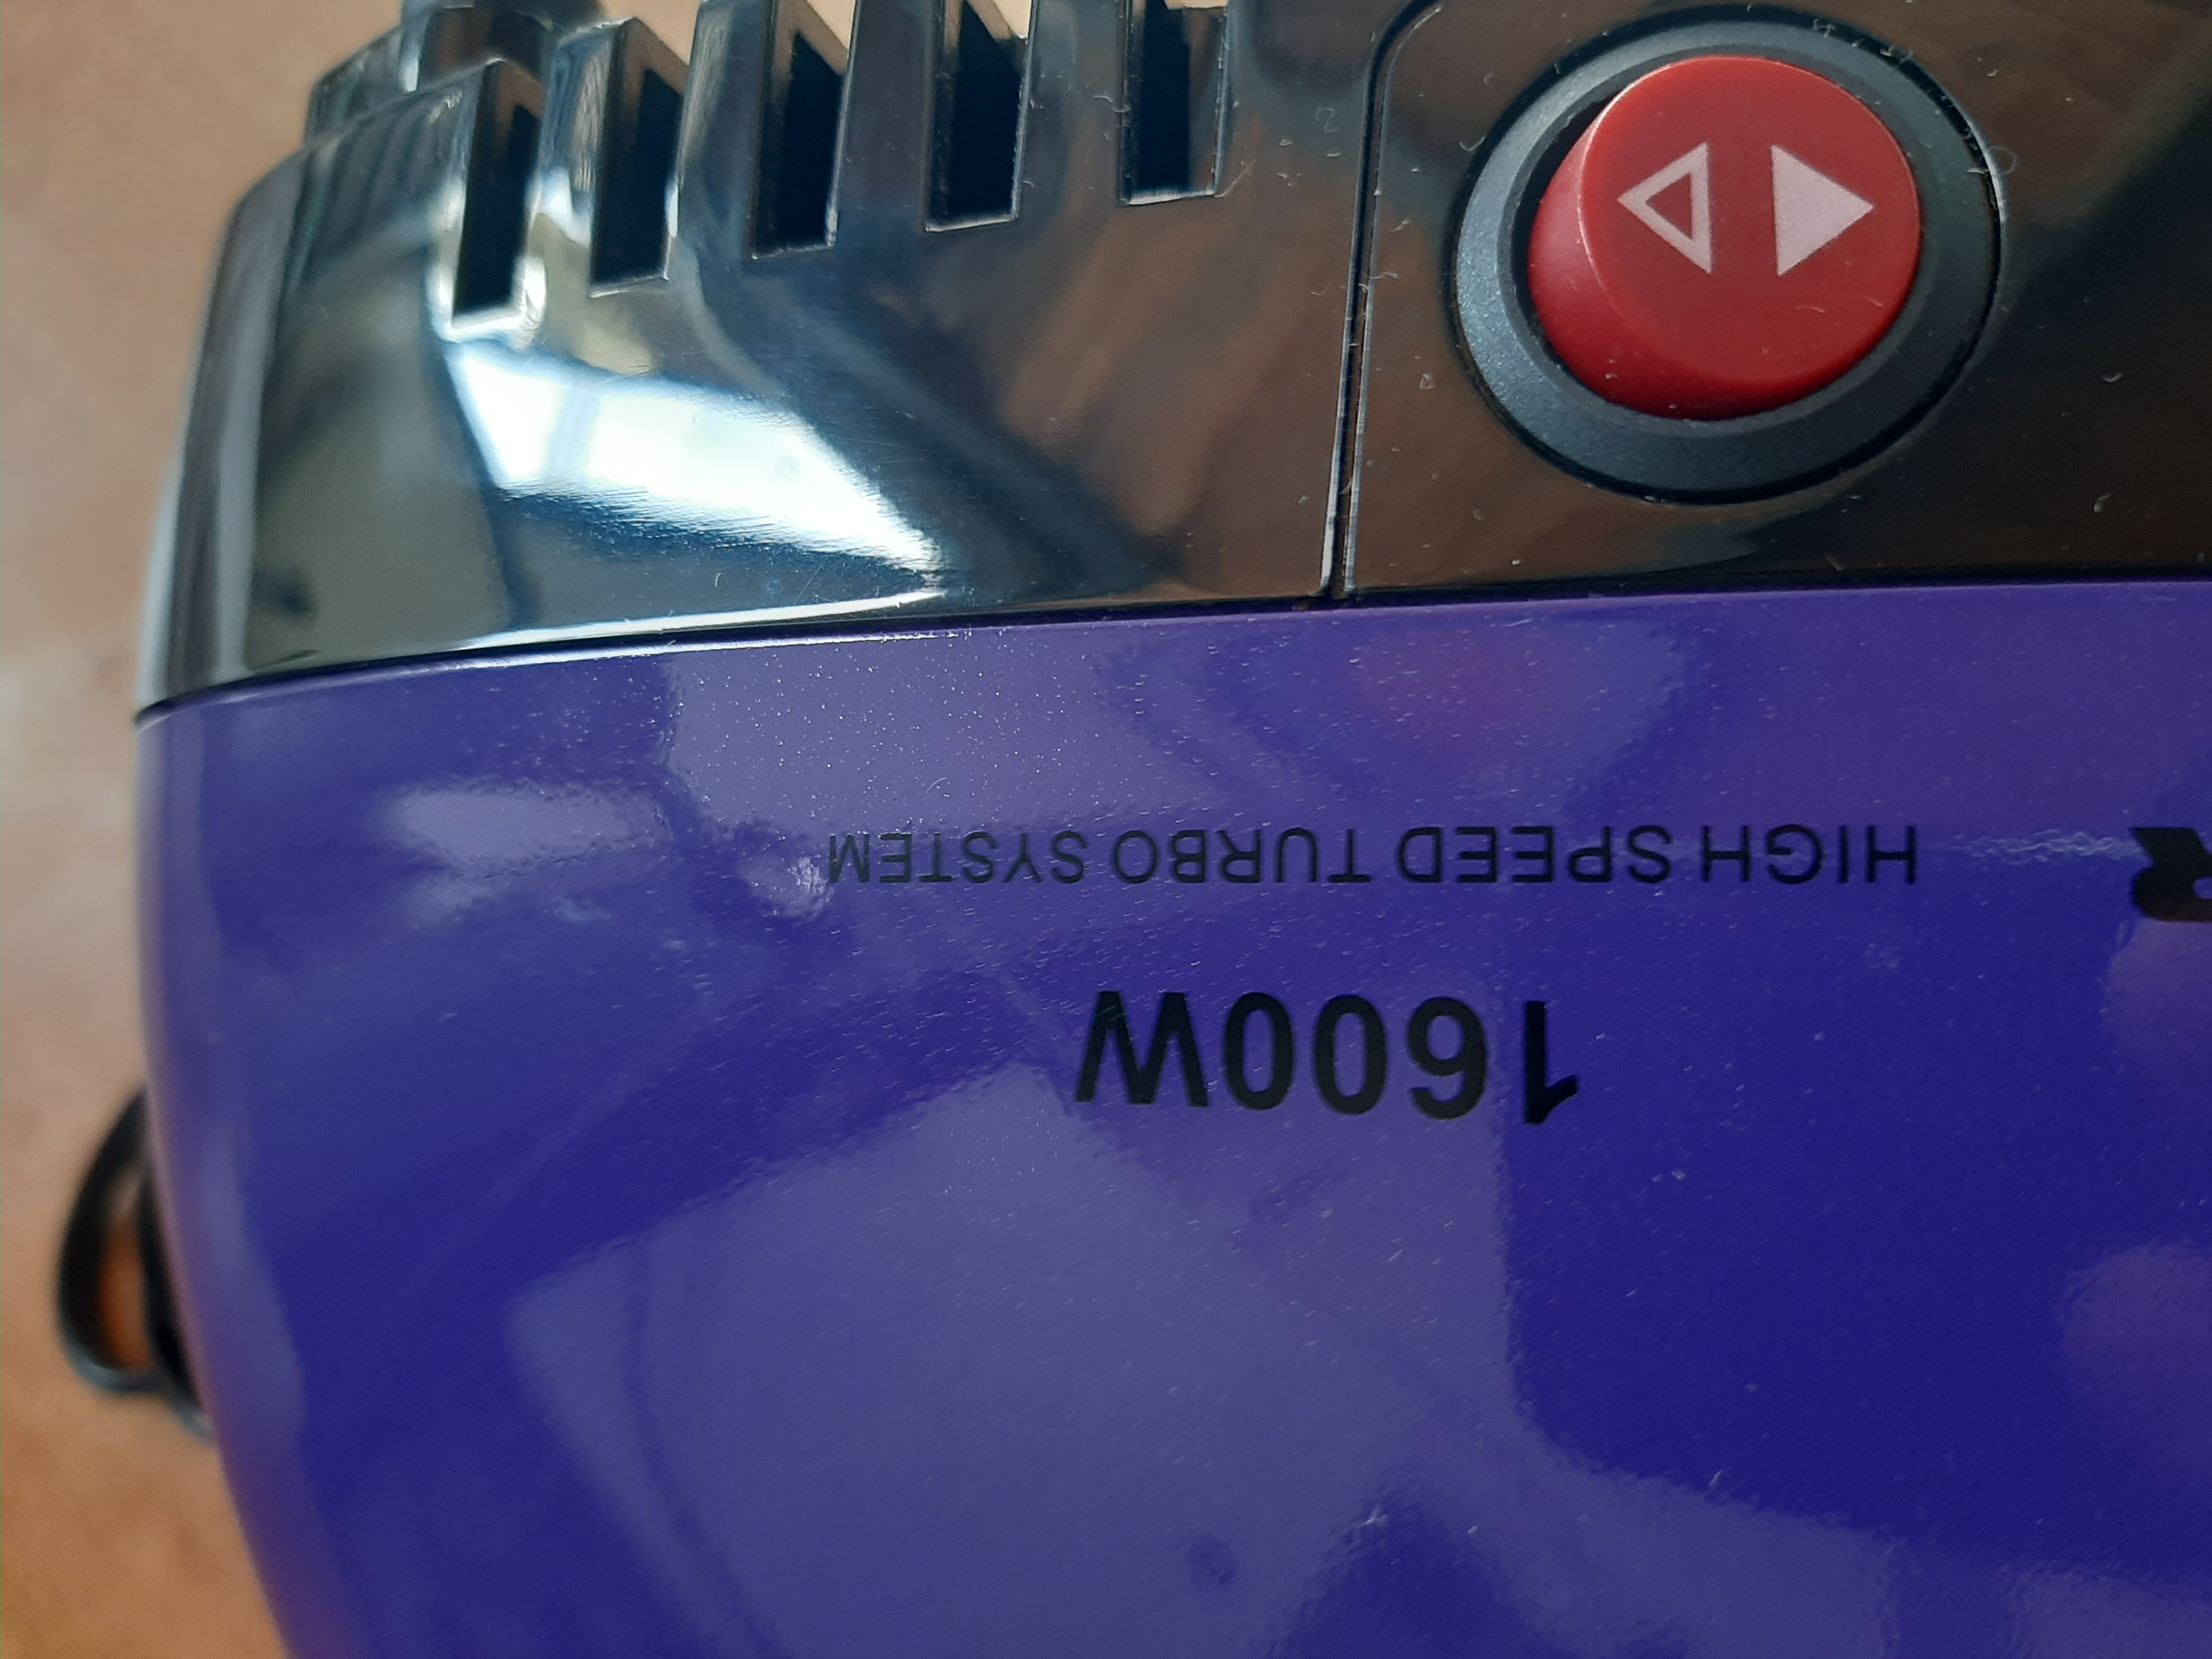 1600W
HIGH SPEED TURBO SYSTEM